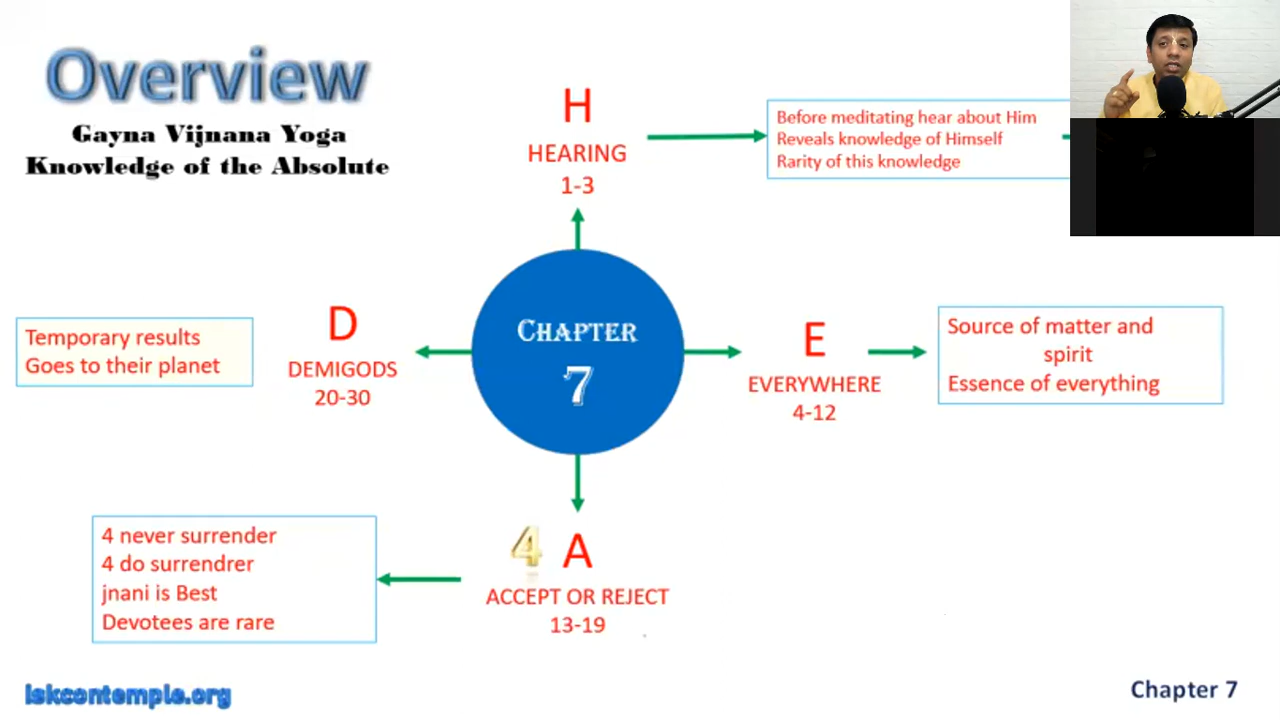 Overview
Gayna Vijnana Yoga
Knowledge of the Absolute
H
HEARING
1-3
Before meditating hear about Him
Reveals knowledge of Himself
Rarity of this knowledge
CHAPTER
7
D
DEMIGODS
20-30
Temporary results
Goes to their planet
E
EVERYWHERE
4-12
Source of matter and
spirit
Essence of everything
4 A
ACCEPT OR REJECT
13-19
4 never surrender
4 do surrendrer
jnani is Best
Devotees are rare
Iskcontemple.org
Chapter 7